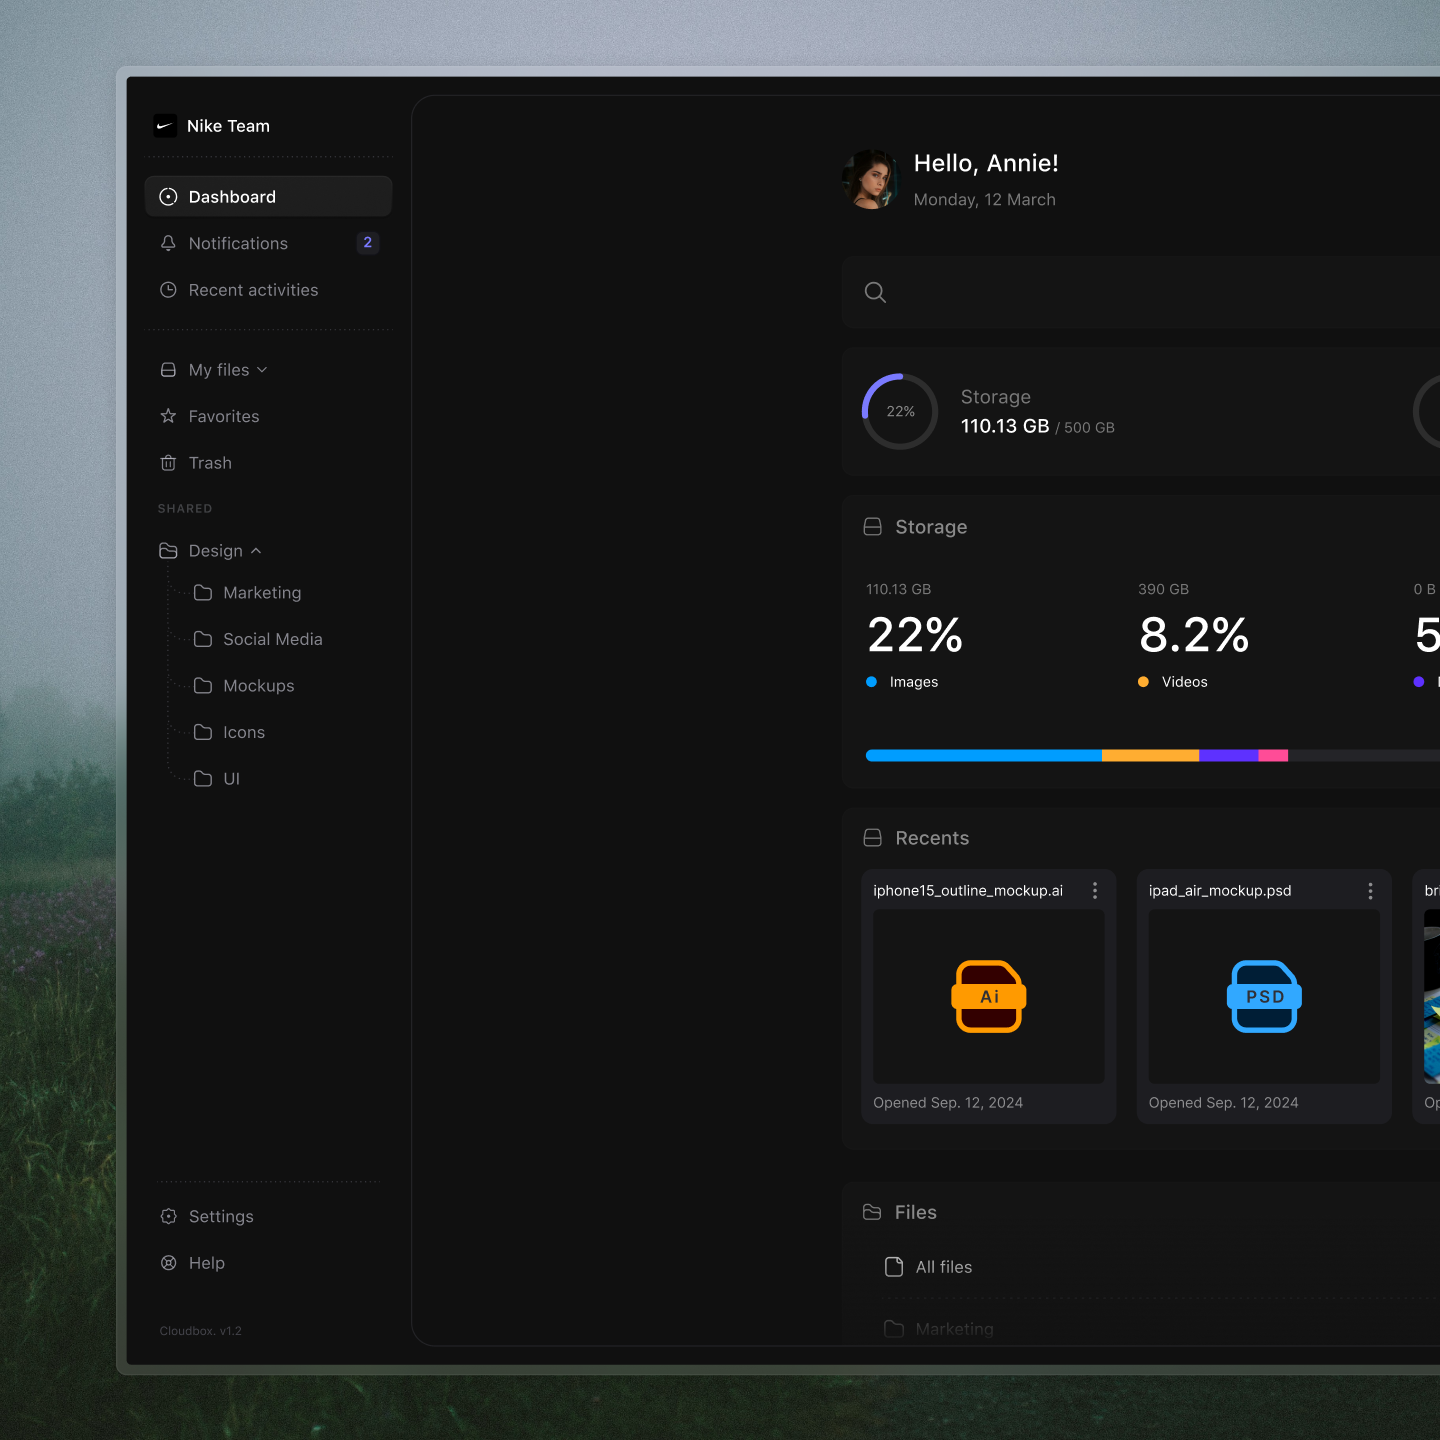 Nike Team
Dashboard
Notifications 2
Recent activities
My files
Favorites
Trash
SHARED
Design
Marketing
Social Media
Mockups
Icons
UI
Settings
Help
Cloudbox. v1.2
Hello, Annie!
Monday, 12 March
22%
Storage
110.13 GB / 500 GB
Storage
110.13 GB
22%
Images
390 GB
8.2%
Videos
0 B
5
Recents
iphone15_outline_mockup.ai
Ai
Opened Sep. 12, 2024
ipad_air_mockup.psd
PSD
Opened Sep. 12, 2024
Files
All files
Marketing